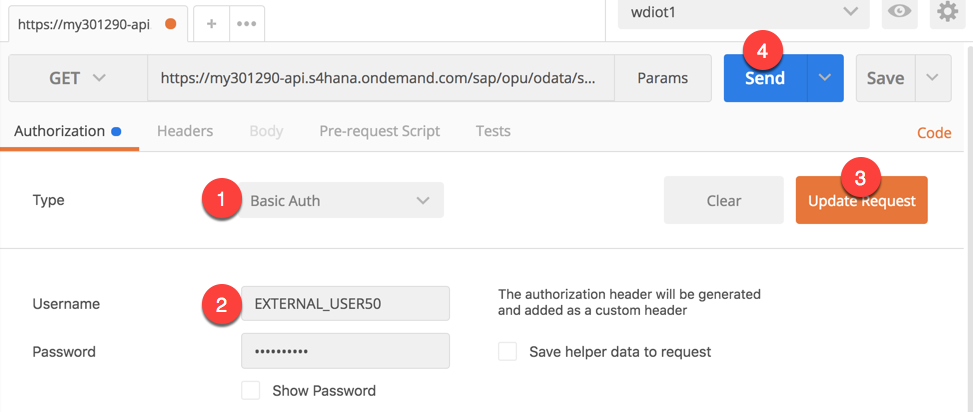 https://my301290-api
+
•••
wdiot1
4
GET
https://my301290-api.s4hana.ondemand.com/sap/opu/odata/s...
Params
Send
Save
Authorization
Headers
Body
Pre-request Script
Tests
Code
Type
1
Basic Auth
Clear
3
Update Request
Username
2
EXTERNAL_USER50
The authorization header will be generated
and added as a custom header
Password
••••••••••
Save helper data to request
Show Password